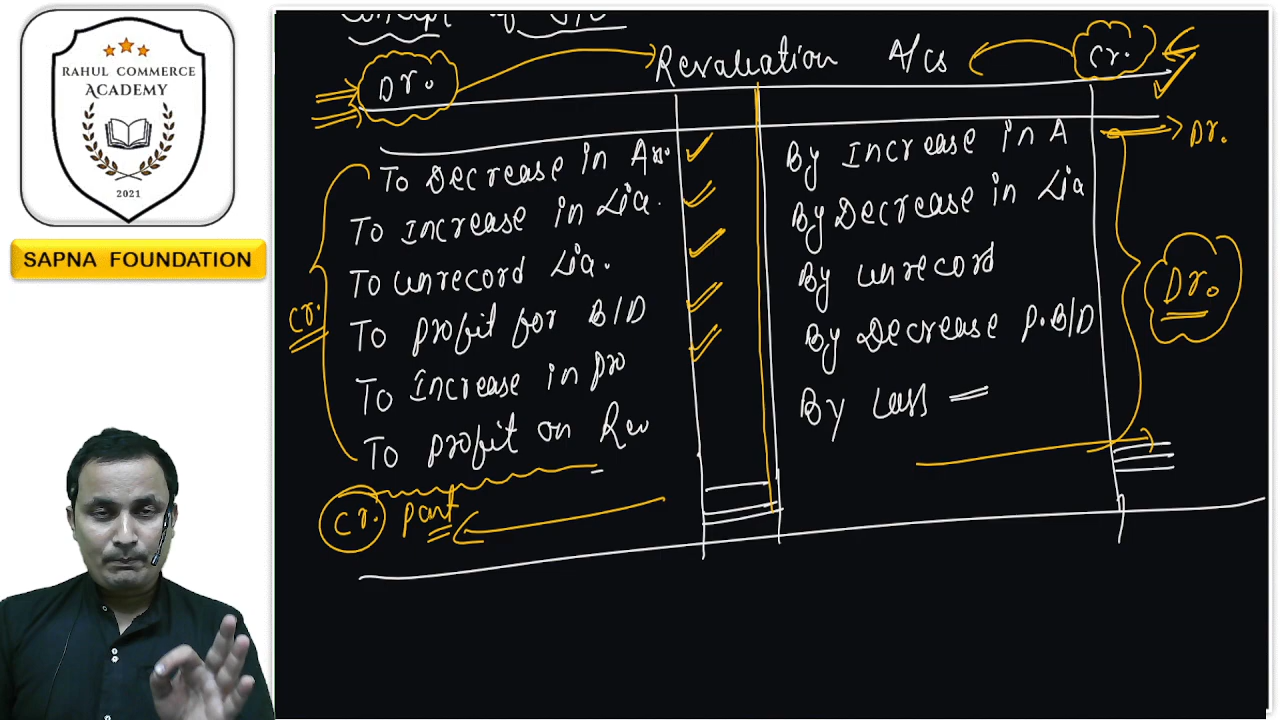 RAHUL COMMERCE
ACADEMY
2021
SAPNA FOUNDATION
Concept of
Dr. Revaluation A/cs Cr.
To Decrease in
To Increase in Lia.
To unrecord Lia.
To profit for B/D
To Increase in pro
To profit on Rev
Cr.
Cr. part
By Increase in A
By Decrease in Lia
By unrecord
By Decrease P.B/D
By Loss
Dr.
Dr.